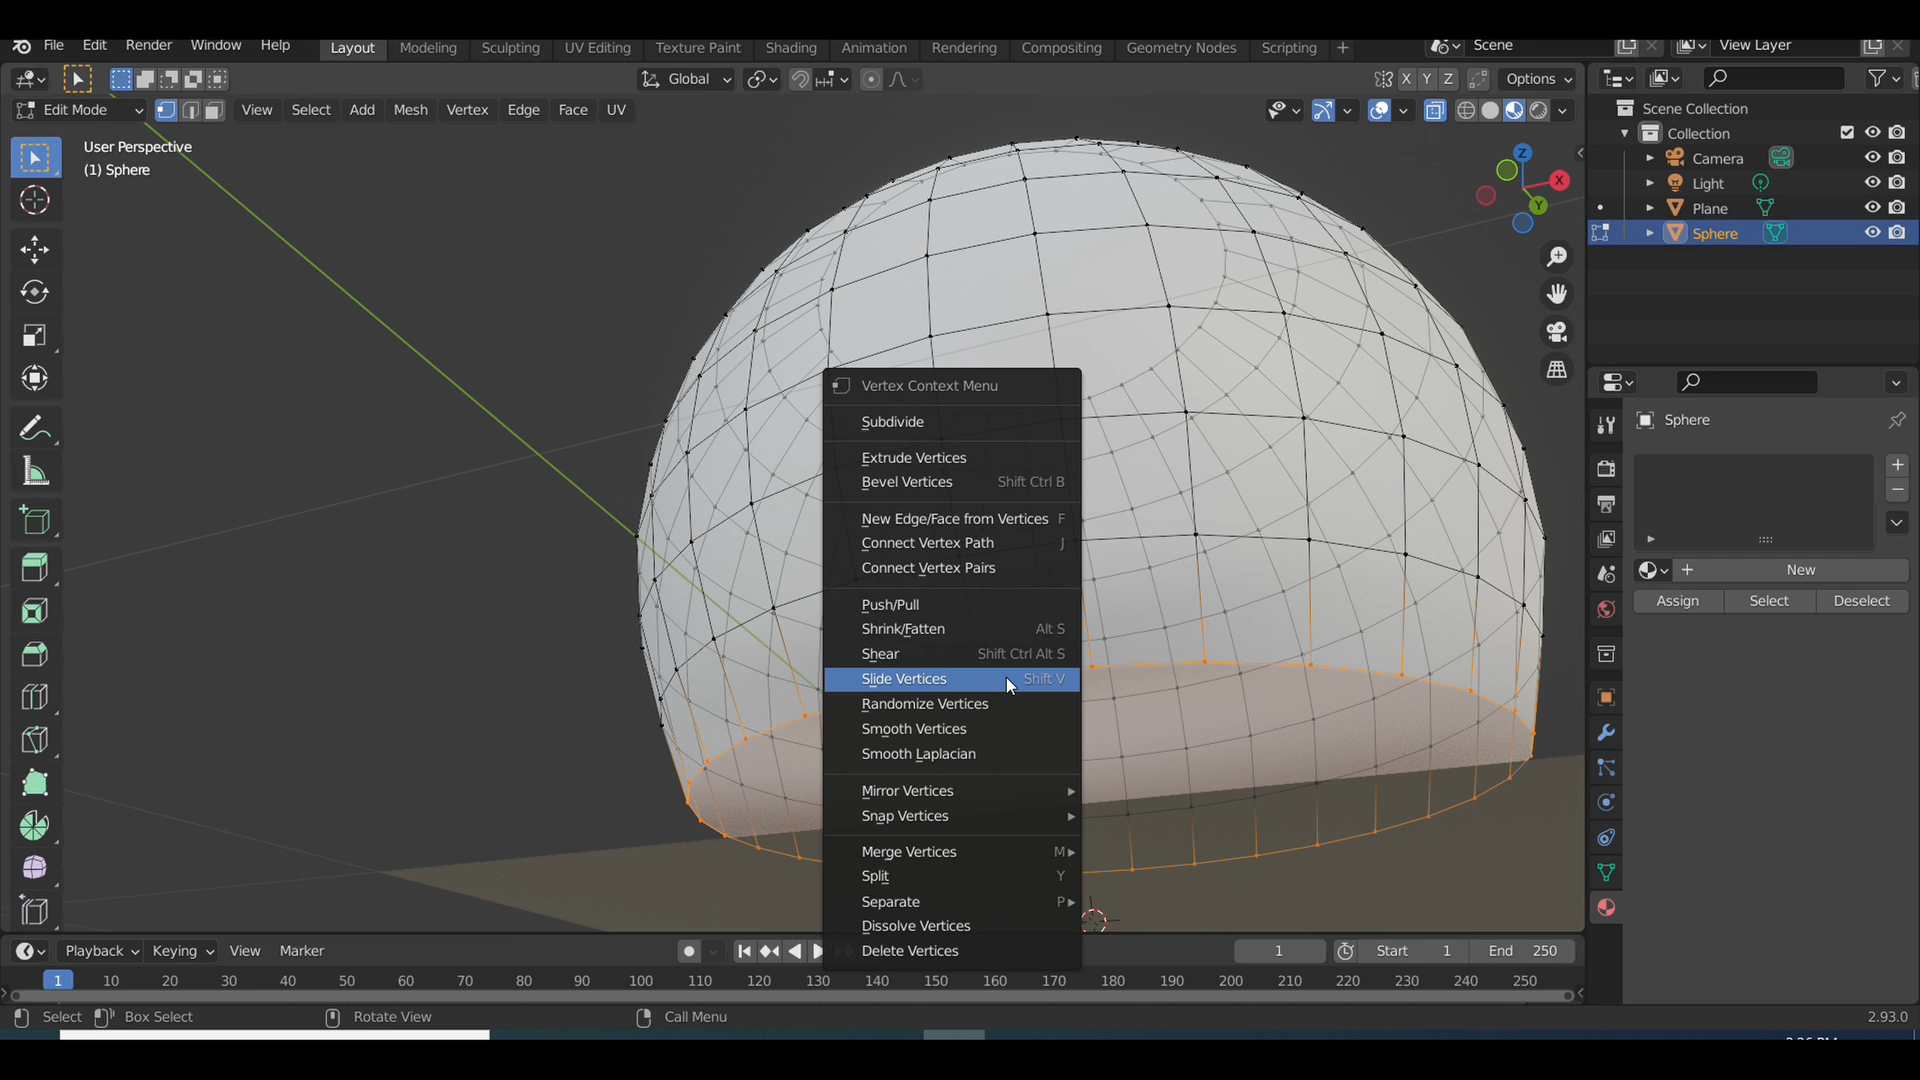 File Edit Render Window Help Layout Modeling Sculpting UV Editing Texture Paint Shading Animation Rendering Compositing Geometry Nodes Scripting + Scene View Layer
Global X Y Z Options
Edit Mode View Select Add Mesh Vertex Edge Face UV
Scene Collection
Collection
Camera
Light
Plane
Sphere
User Perspective
(1) Sphere
Z
X
Y
Vertex Context Menu
Subdivide
Extrude Vertices
Bevel Vertices Shift Ctrl B
New Edge/Face from Vertices F
Connect Vertex Path J
Connect Vertex Pairs
Push/Pull
Shrink/Fatten Alt S
Shear Shift Ctrl Alt S
Slide Vertices Shift V
Randomize Vertices
Smooth Vertices
Smooth Laplacian
Mirror Vertices
Snap Vertices
Merge Vertices M
Split Y
Separate P
Dissolve Vertices
Delete Vertices
Sphere
+ New
Assign Select Deselect
Playback Keying View Marker 1 Start 1 End 250
1 10 20 30 40 50 60 70 80 90 100 110 120 130 140 150 160 170 180 190 200 210 220 230 240 250
Select Box Select Rotate View Call Menu 2.93.0